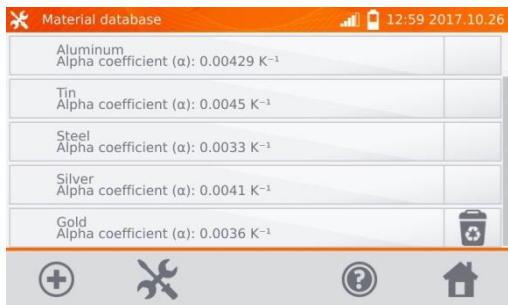 Material database
12:59 2017.10.26
Aluminum
Alpha coefficient (α): 0.00429 K⁻¹
Tin
Alpha coefficient (α): 0.0045 K⁻¹
Steel
Alpha coefficient (α): 0.0033 K⁻¹
Silver
Alpha coefficient (α): 0.0041 K⁻¹
Gold
Alpha coefficient (α): 0.0036 K⁻¹